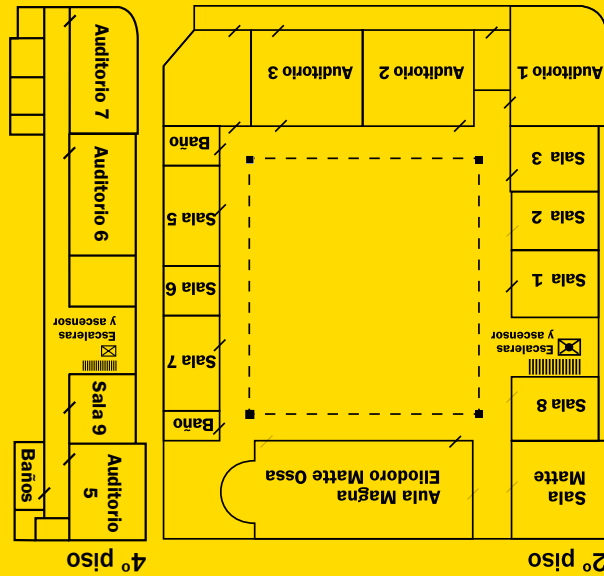 2º piso
Sala
Matte
Aula Magna
Eliodoro Matte Ossa
Sala 8
Escaleras
y ascensor
Sala 1
Sala 2
Sala 3
Auditorio 1
Auditorio 2
Auditorio 3
Baño
Sala 7
Sala 6
Sala 5
Baño
4º piso
Auditorio
5
Baños
Sala 9
Escaleras
y ascensor
Auditorio 6
Auditorio 7